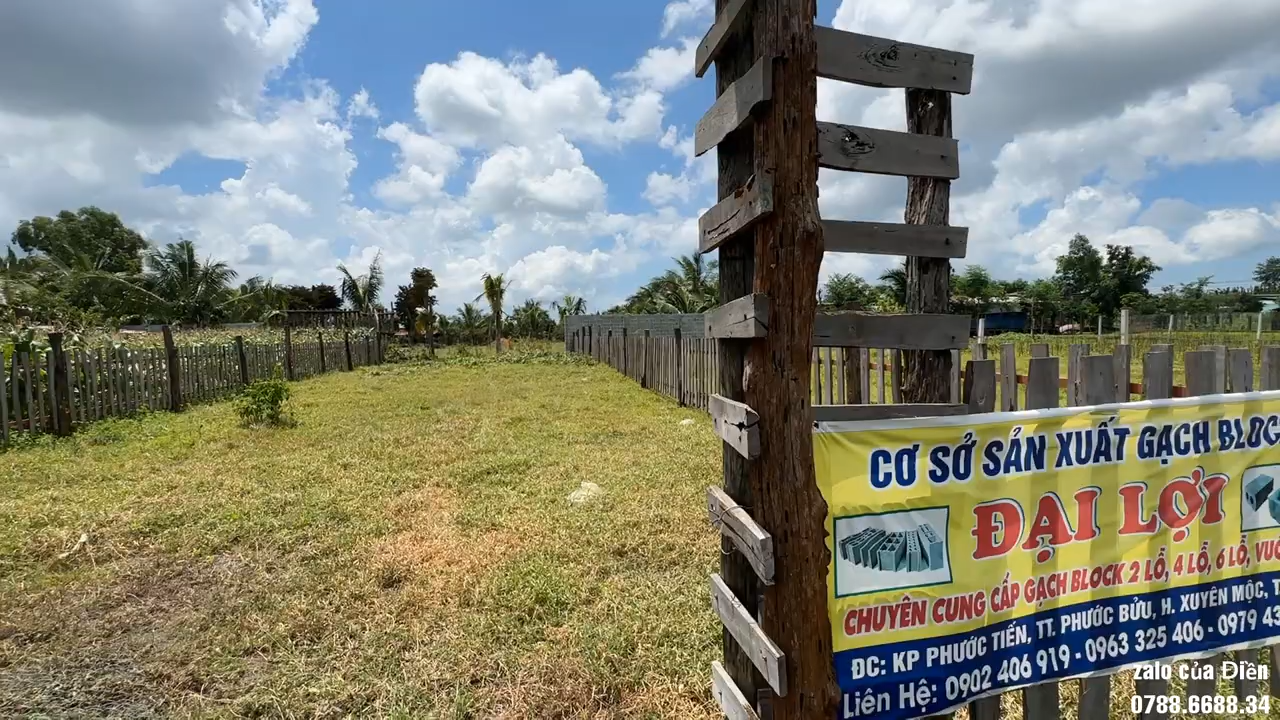 CƠ SỞ SẢN XUẤT GẠCH BLOC
ĐẠI LỢI
CHUYÊN CUNG CẤP GẠCH BLOCK 2 LỖ, 4 LỖ, 6 LỖ,
ĐC: KP PHƯỚC TIẾN, TT. PHƯỚC BỬU, H. XUYÊN MỘC,
Liên Hệ: 0902 406 919 - 0963 325 406 - 0979 43
zalo của Điền
0788.6688.34